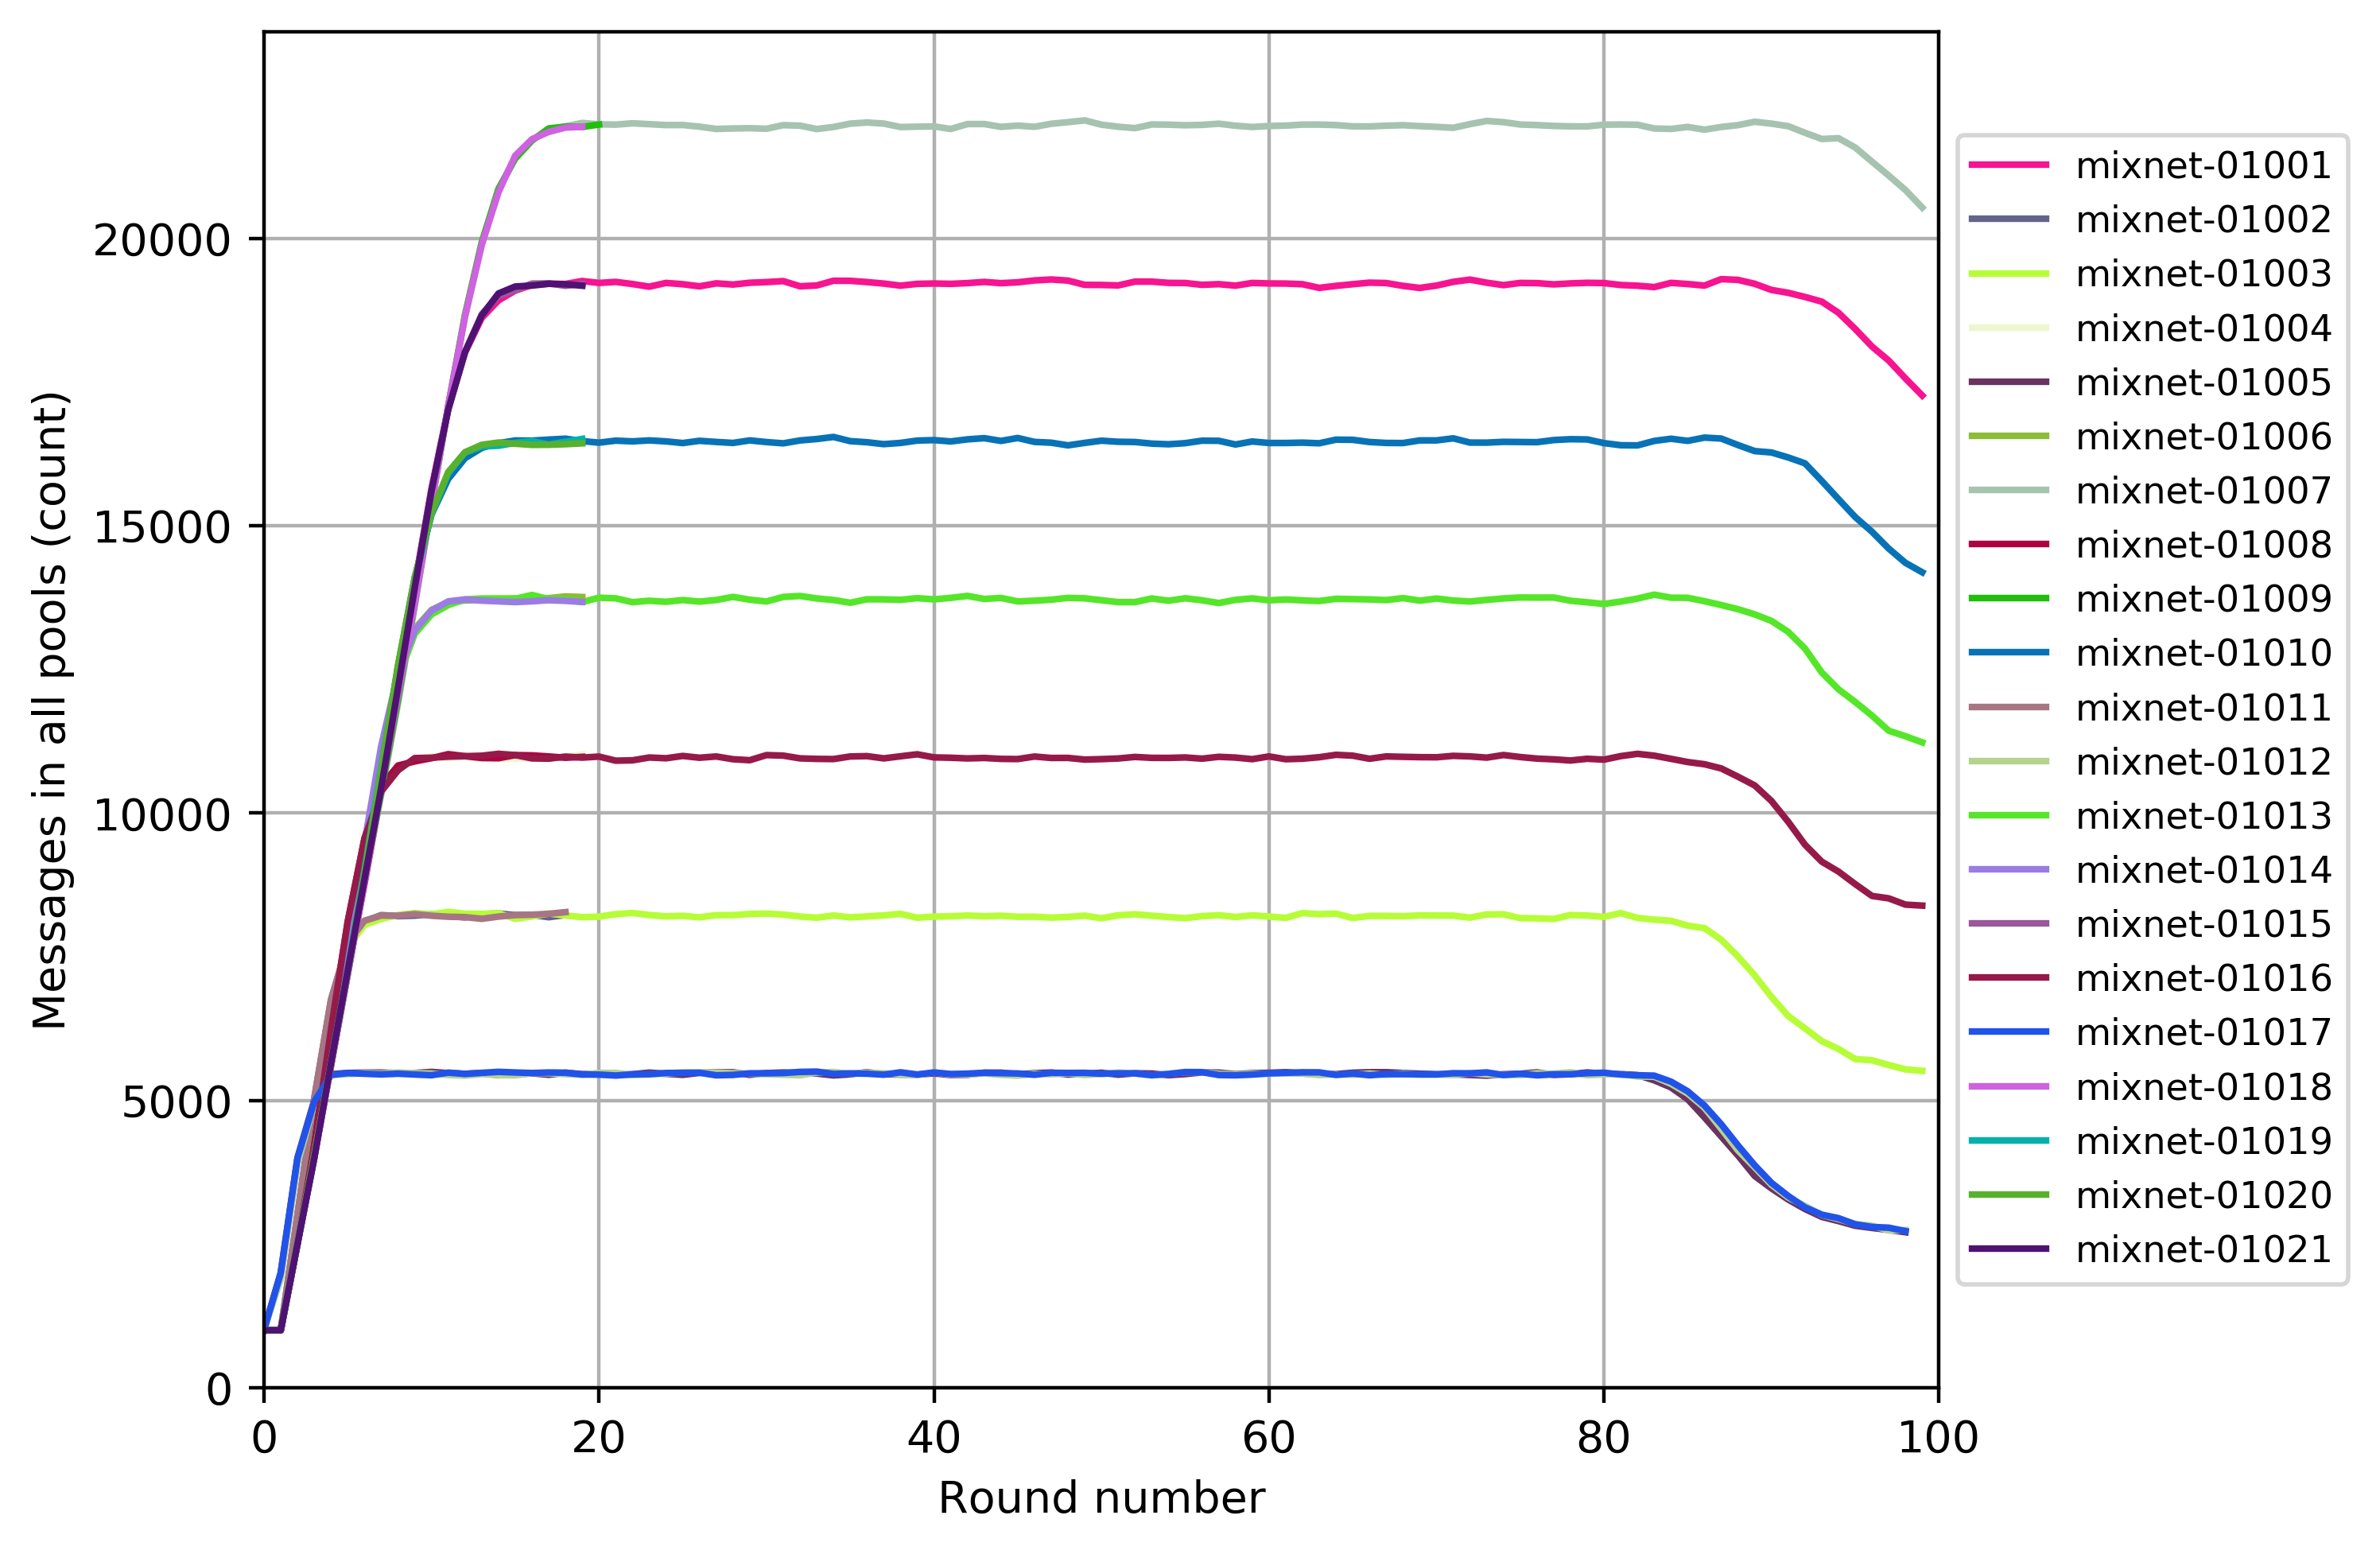 Messages in all pools (count)
20000
15000
10000
5000
0
0 20 40 60 80 100
Round number
mixnet-01001
mixnet-01002
mixnet-01003
mixnet-01004
mixnet-01005
mixnet-01006
mixnet-01007
mixnet-01008
mixnet-01009
mixnet-01010
mixnet-01011
mixnet-01012
mixnet-01013
mixnet-01014
mixnet-01015
mixnet-01016
mixnet-01017
mixnet-01018
mixnet-01019
mixnet-01020
mixnet-01021